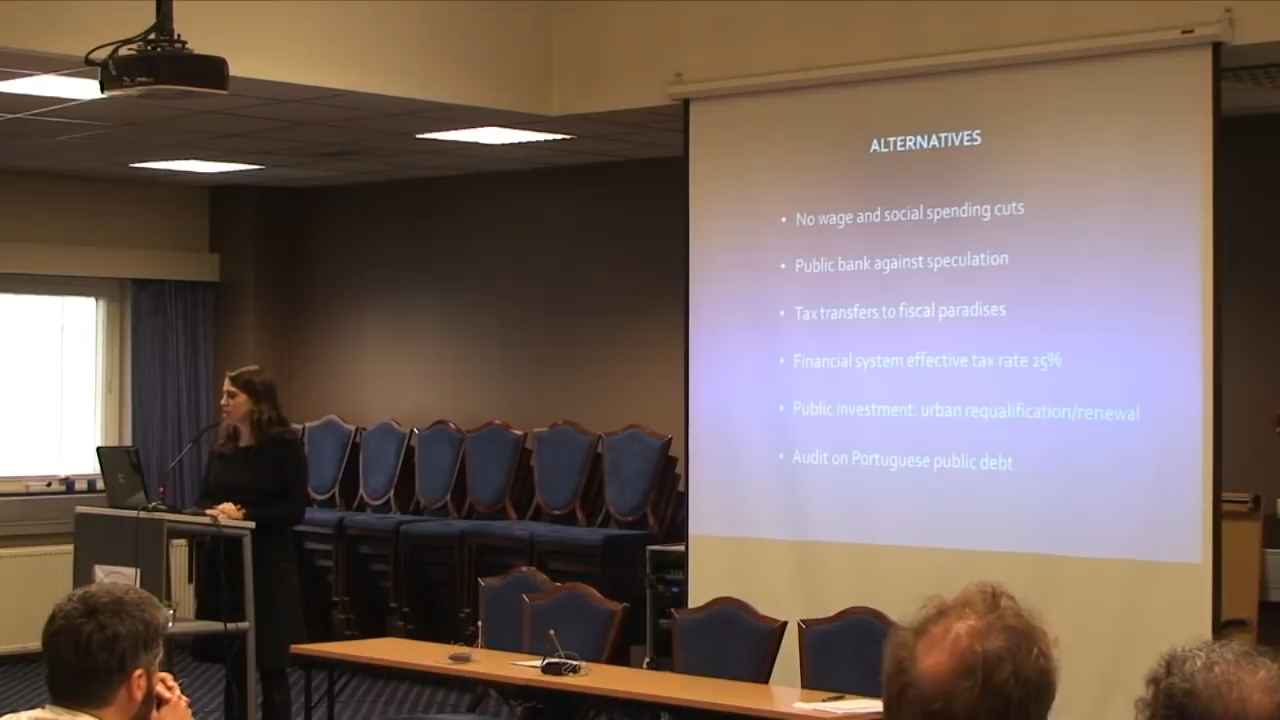 ALTERNATIVES
• No wage and social spending cuts
• Public bank against speculation
• Tax transfers to fiscal paradises
• Financial system effective tax rate 25%
• Public investment: urban requalification/renewal
• Audit on Portuguese public debt